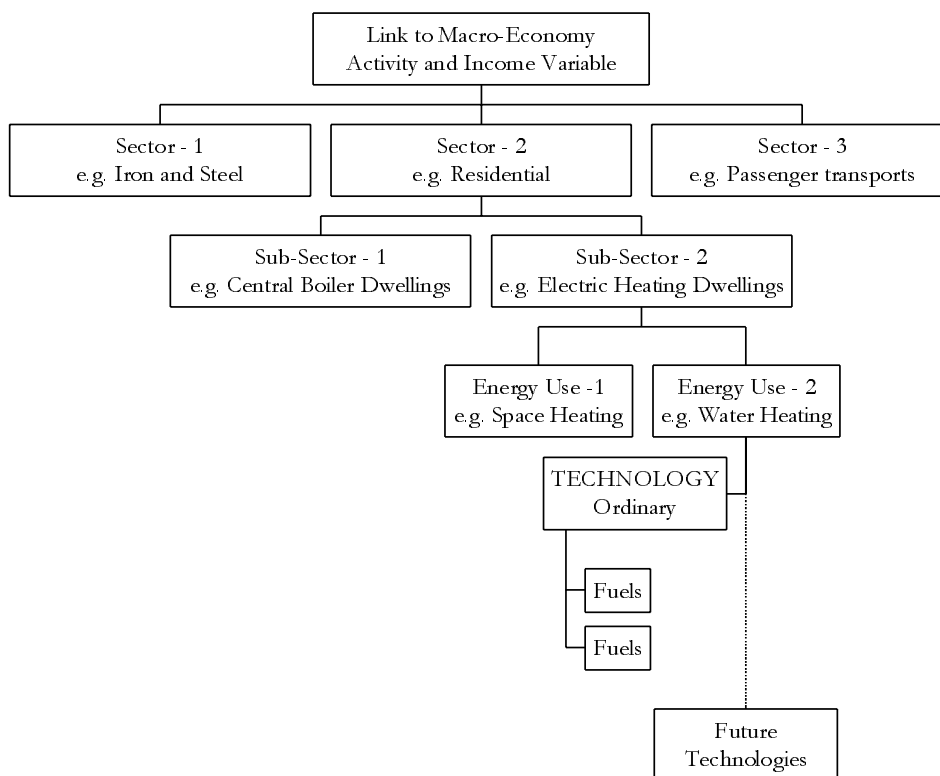 Link to Macro-Economy
Activity and Income Variable
Sector - 1
e.g. Iron and Steel
Sector - 2
e.g. Residential
Sector - 3
e.g. Passenger transports
Sub-Sector - 1
e.g. Central Boiler Dwellings
Sub-Sector - 2
e.g. Electric Heating Dwellings
Energy Use -1
e.g. Space Heating
Energy Use - 2
e.g. Water Heating
TECHNOLOGY
Ordinary
Fuels
Fuels
Future
Technologies